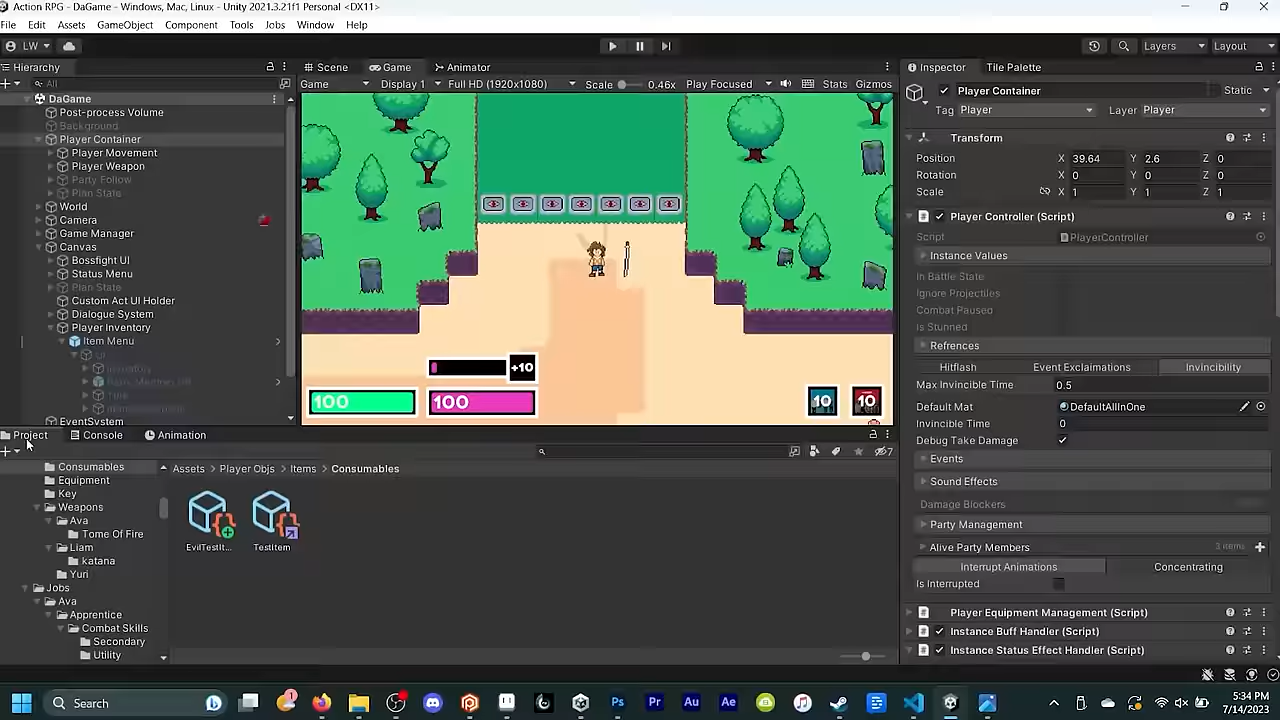 Action RPG - DaGame - Windows, Mac, Linux - Unity 2021.3.21f1 Personal <DX11>
File Edit Assets GameObject Component Tools Jobs Window Help
LW Layers Layout
Hierarchy
All
DaGame
Post-process Volume
Background
Player Container
Player Movement
Player Weapon
Party Follow
Plan State
World
Camera
Game Manager
Canvas
Bossfight UI
Status Menu
Plan State
Custom Act UI Holder
Dialogue System
Player Inventory
Item Menu
UI
EventSystem
Scene Game Animator
Game Display 1 Full HD (1920x1080) Scale 0.46x Play Focused Stats Gizmos
+10
100 100 10 10
Inspector Tile Palette
Player Container Static
Tag Player Layer Player
Transform
Position X 39.64 Y 2.6 Z 0
Rotation X 0 Y 0 Z 0
Scale X 1 Y 1 Z 1
Player Controller (Script)
Script PlayerController
Instance Values
In Battle State
Ignore Projectiles
Combat Paused
Is Stunned
Refrences
Hitflash Event Exclaimations Invincibility
Max Invincible Time 0.5
Default Mat DefaultAllInOne
Invincible Time 0
Debug Take Damage
Events
Sound Effects
Damage Blockers
Party Management
Alive Party Members 3 items
Interrupt Animations Concentrating
Is Interrupted
Player Equipment Management (Script)
Instance Buff Handler (Script)
Instance Status Effect Handler (Script)
Project Console Animation
7
Consumables
Equipment
Key
Weapons
Ava
Tome Of Fire
Liam
katana
Yuri
Jobs
Ava
Apprentice
Combat Skills
Secondary
Utility
Assets > Player Objs > Items > Consumables
EvilTestIt... TestItem
Search
Ps Pr Au Ae
5:34 PM
7/14/2023